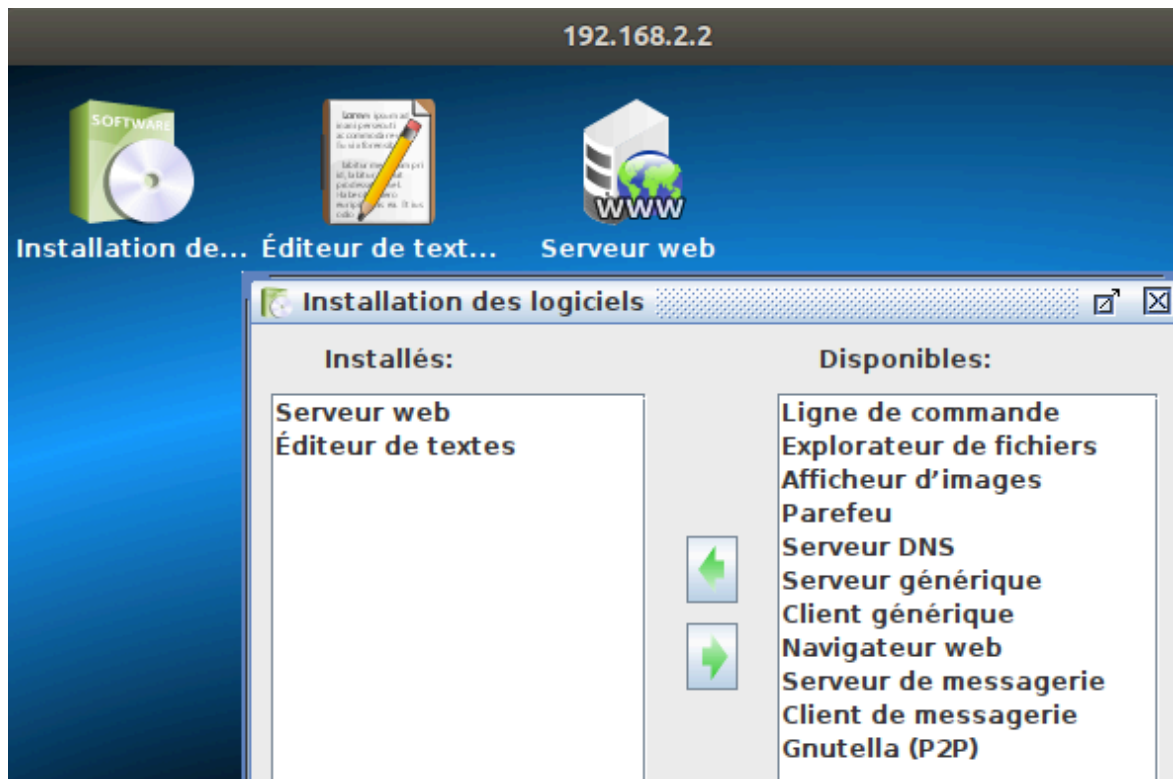 192.168.2.2
SOFTWARE
WWW
Installation de... Éditeur de text... Serveur web
Installation des logiciels
Installés:
Disponibles:
Serveur web
Éditeur de textes
Ligne de commande
Explorateur de fichiers
Afficheur d’images
Parefeu
Serveur DNS
Serveur générique
Client générique
Navigateur web
Serveur de messagerie
Client de messagerie
Gnutella (P2P)